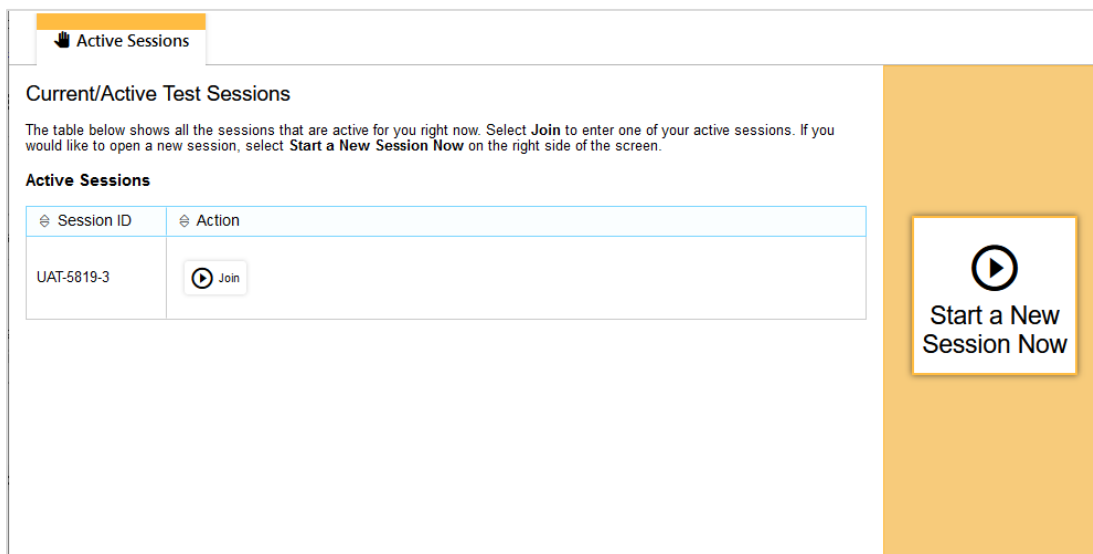 Active Sessions
Current/Active Test Sessions
The table below shows all the sessions that are active for you right now. Select Join to enter one of your active sessions. If you
would like to open a new session, select Start a New Session Now on the right side of the screen.
Active Sessions
Session ID Action
UAT-5819-3 Join
Start a New
Session Now